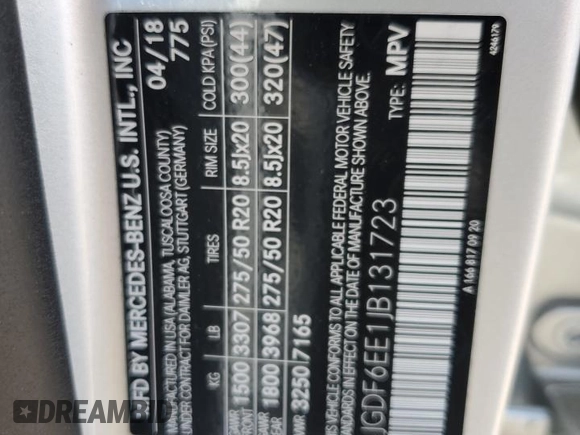 MFD BY MERCEDES-BENZ U.S. INTL., INC
MANUFACTURED IN USA (ALABAMA, TUSCALOOSA COUNTY)
UNDER CONTRACT FOR DAIMLER AG, STUTTGART (GERMANY)
04/18
775
KG LB TIRES RIM SIZE COLD KPA (PSI)
FRONT 1500 3307 275/50 R20 8.5Jx20 300(44)
1800 3968 275/50 R20 8.5Jx20 320(47)
3250 7165
THIS VEHICLE CONFORMS TO ALL APPLICABLE FEDERAL MOTOR VEHICLE SAFETY
STANDARDS IN EFFECT ON THE DATE OF MANUFACTURE SHOWN ABOVE.
JGDF6EE1JB131723
TYPE: MPV
A 166 817 09 20
4246179
DREAMBID